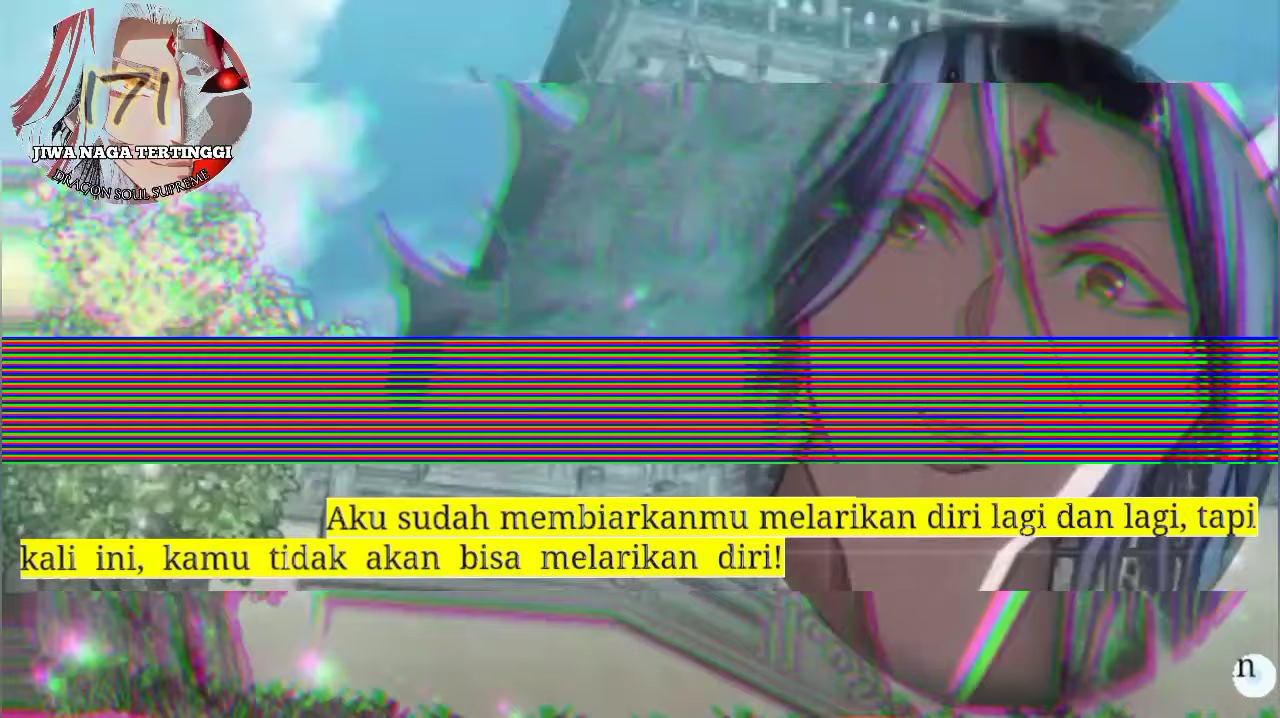 171
JIWA NAGA TERTINGGI
DRAGON SOUL SUPREME
Aku sudah membiarkanmu melarikan diri lagi dan lagi, tapi
kali ini, kamu tidak akan bisa melarikan diri!
n